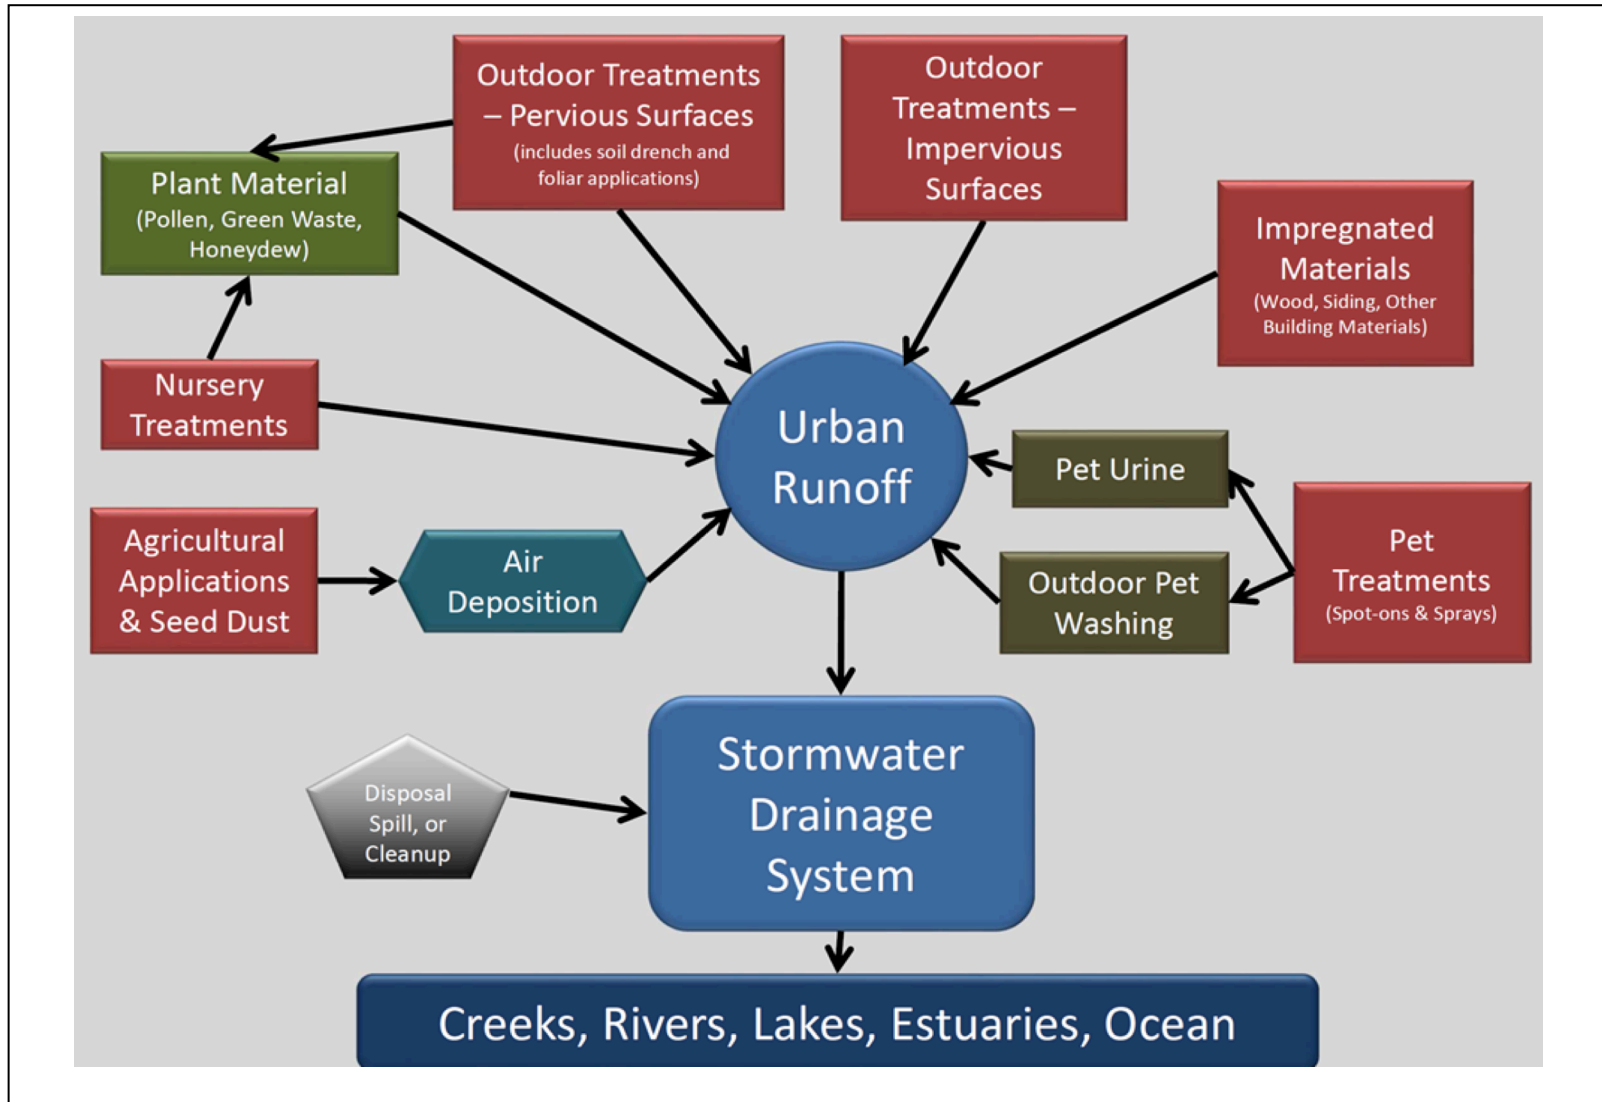 Outdoor Treatments
– Pervious Surfaces
(includes soil drench and
foliar applications)
Outdoor
Treatments –
Impervious
Surfaces
Plant Material
(Pollen, Green Waste,
Honeydew)
Impregnated
Materials
(Wood, Siding, Other
Building Materials)
Nursery
Treatments
Urban
Runoff
Pet Urine
Agricultural
Applications
& Seed Dust
Air
Deposition
Outdoor Pet
Washing
Pet
Treatments
(Spot-ons & Sprays)
Disposal
Spill, or
Cleanup
Stormwater
Drainage
System
Creeks, Rivers, Lakes, Estuaries, Ocean